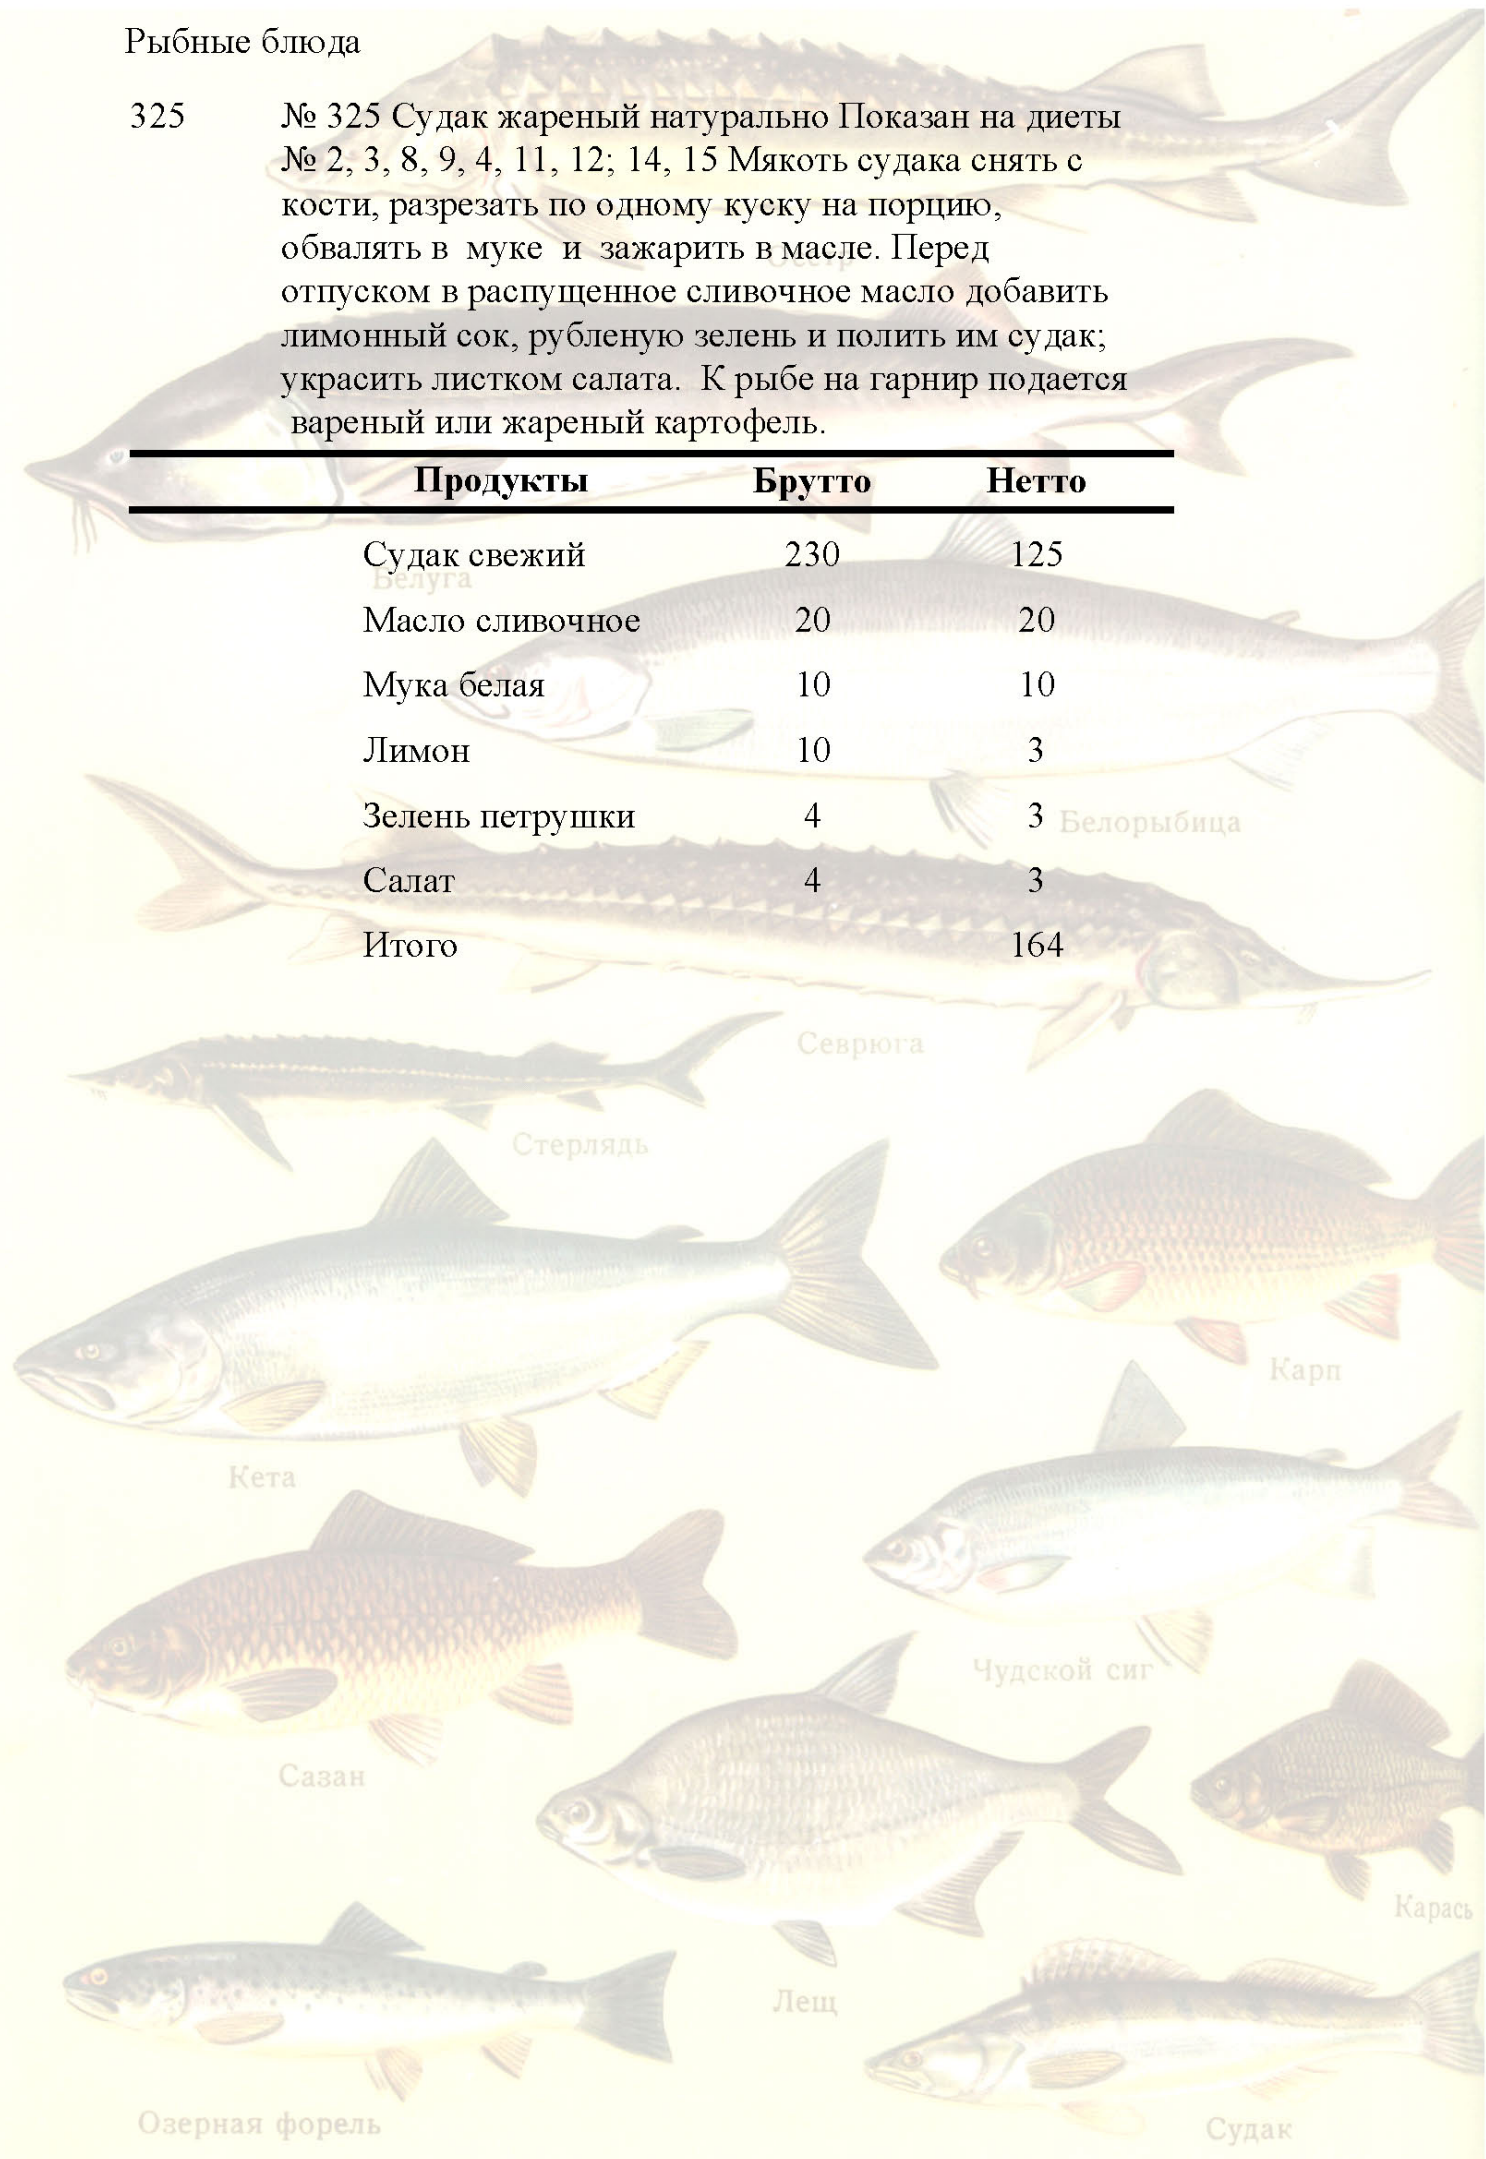 Рыбные блюда
325 № 325 Судак жареный натурально Показан на диеты
№ 2, 3, 8, 9, 4, 11, 12; 14, 15 Мякоть судака снять с
кости, разрезать по одному куску на порцию,
обвалять в муке и зажарить в масле. Перед
отпуском в распущенное сливочное масло добавить
лимонный сок, рубленую зелень и полить им судак;
украсить листком салата. К рыбе на гарнир подается
вареный или жареный картофель.
Продукты Брутто Нетто
Судак свежий 230 125
Белуга
Масло сливочное 20 20
Мука белая 10 10
Лимон 10 3
Зелень петрушки 4 3
Белорыбица
Салат 4 3
Итого 164
Севрюга
Стерлядь
Карп
Кета
Чудской сиг
Сазан
Карась
Лещ
Озерная форель
Судак